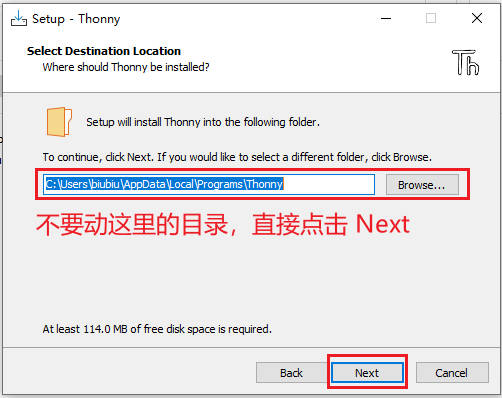 Setup - Thonny
Select Destination Location
Where should Thonny be installed?
Th
Setup will install Thonny into the following folder.
To continue, click Next. If you would like to select a different folder, click Browse.
C:\Users\biubiu\AppData\Local\Programs\Thonny
Browse...
不要动这里的目录，直接点击 Next
At least 114.0 MB of free disk space is required.
Back
Next
Cancel